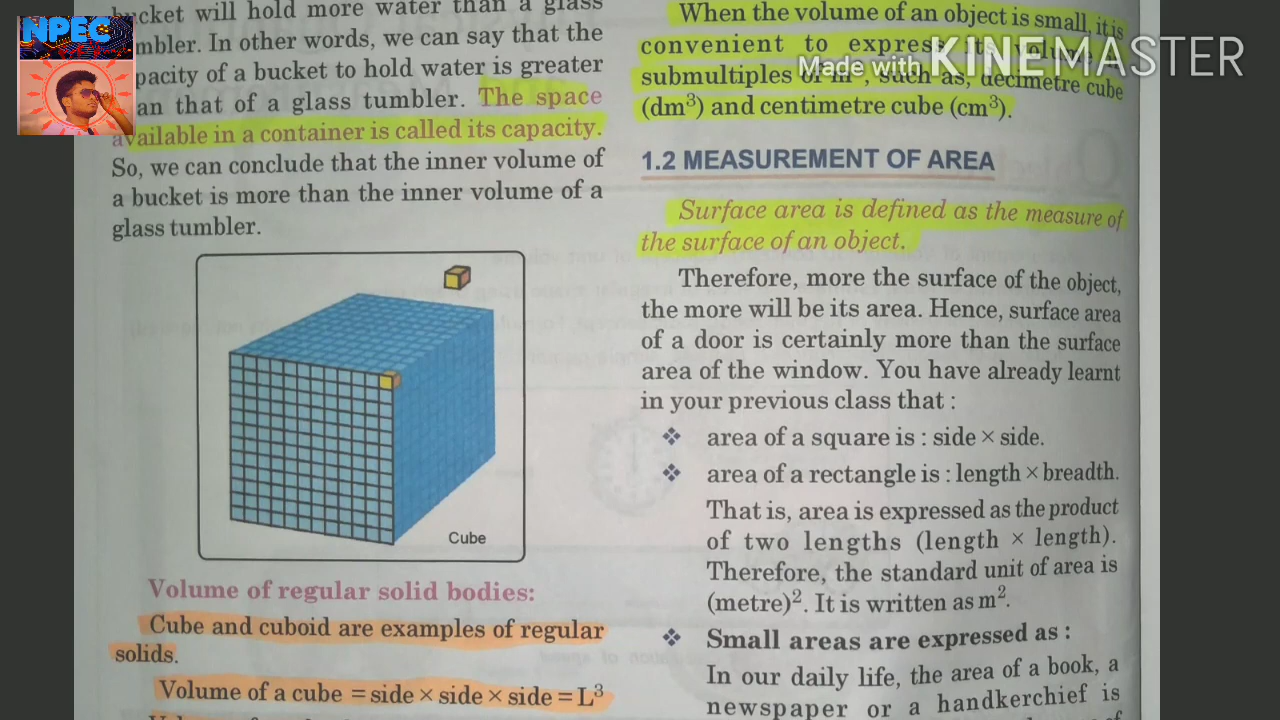 NPEC
bucket will hold more water than a glass
mbler. In other words, we can say that the
pacity of a bucket to hold water is greater
an that of a glass tumbler. The space
available in a container is called its capacity.
So, we can conclude that the inner volume of
a bucket is more than the inner volume of a
glass tumbler.
Cube
Volume of regular solid bodies:
Cube and cuboid are examples of regular
solids.
Volume of a cube = side × side × side = L³
When the volume of an object is small, it is
convenient to express its volume
submultiples of m³, such as, decimetre cube
(dm³) and centimetre cube (cm³).
Made with KINEMASTER
1.2 MEASUREMENT OF AREA
Surface area is defined as the measure of
the surface of an object.
Therefore, more the surface of the object,
the more will be its area. Hence, surface area
of a door is certainly more than the surface
area of the window. You have already learnt
in your previous class that :
❖ area of a square is : side × side.
❖ area of a rectangle is : length × breadth.
That is, area is expressed as the product
of two lengths (length × length).
Therefore, the standard unit of area is
(metre)². It is written as m².
❖ Small areas are expressed as :
In our daily life, the area of a book, a
newspaper or a handkerchief is